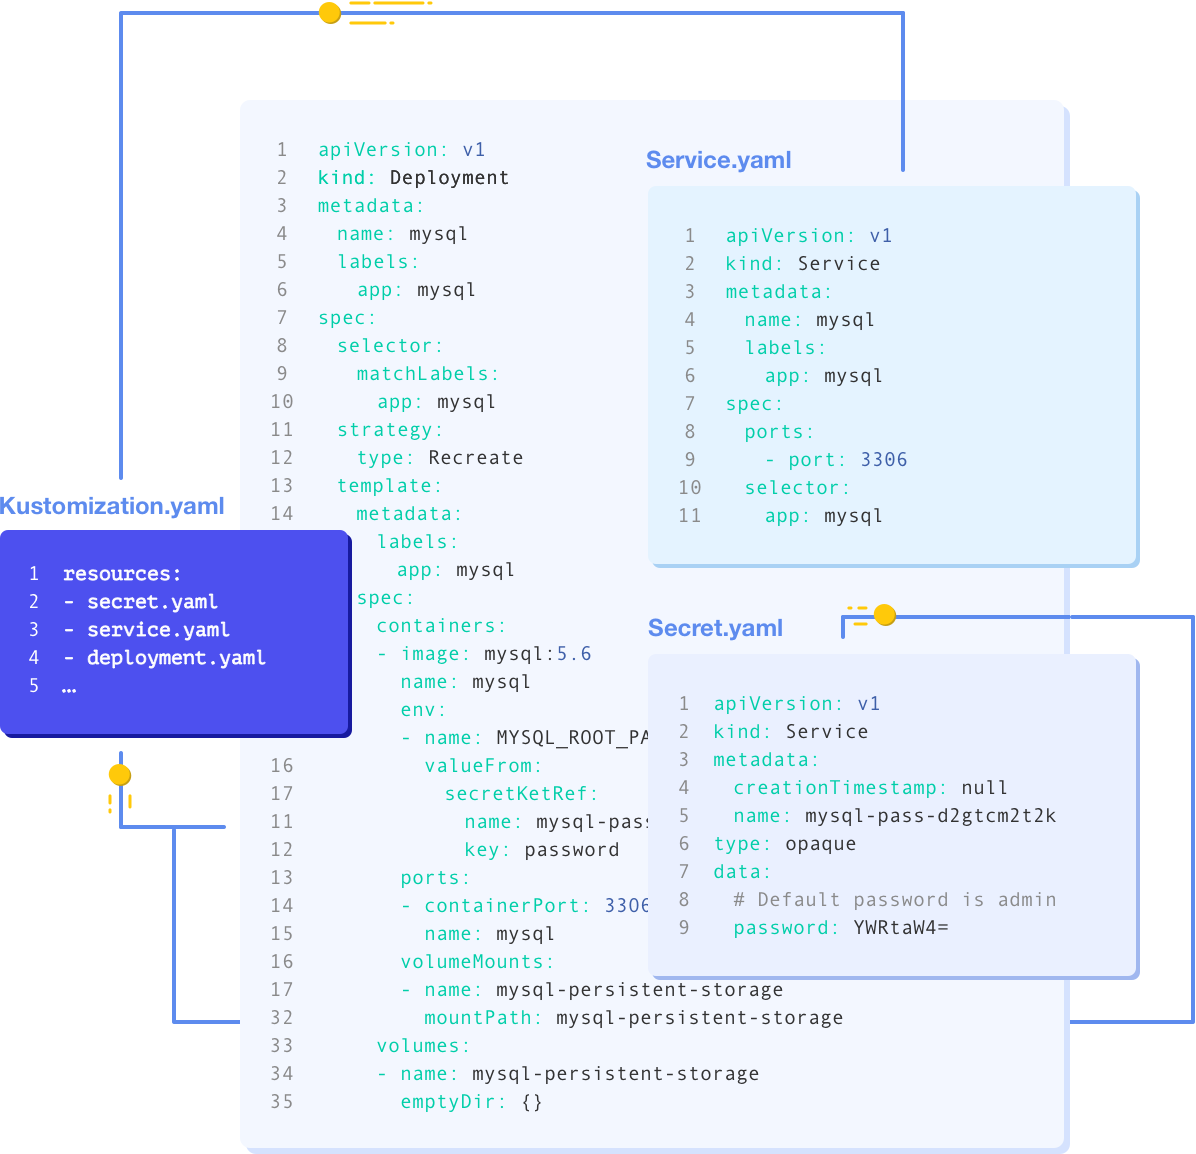 1 apiVersion: v1
2 kind: Deployment
3 metadata:
4 name: mysql
5 labels:
6 app: mysql
7 spec:
8 selector:
9 matchLabels:
10 app: mysql
11 strategy:
12 type: Recreate
13 template:
14 metadata:
labels:
app: mysql
spec:
containers:
- image: mysql:5.6
name: mysql
env:
- name: MYSQL_ROOT_PA
16 valueFrom:
17 secretKetRef:
11 name: mysql-pas
12 key: password
13 ports:
14 - containerPort: 3306
15 name: mysql
16 volumeMounts:
17 - name: mysql-persistent-storage
32 mountPath: mysql-persistent-storage
33 volumes:
34 - name: mysql-persistent-storage
35 emptyDir: {}
Service.yaml
1 apiVersion: v1
2 kind: Service
3 metadata:
4 name: mysql
5 labels:
6 app: mysql
7 spec:
8 ports:
9 - port: 3306
10 selector:
11 app: mysql
Kustomization.yaml
1 resources:
2 - secret.yaml
3 - service.yaml
4 - deployment.yaml
5 …
Secret.yaml
1 apiVersion: v1
2 kind: Service
3 metadata:
4 creationTimestamp: null
5 name: mysql-pass-d2gtcm2t2k
6 type: opaque
7 data:
8 # Default password is admin
9 password: YWRtaW4=